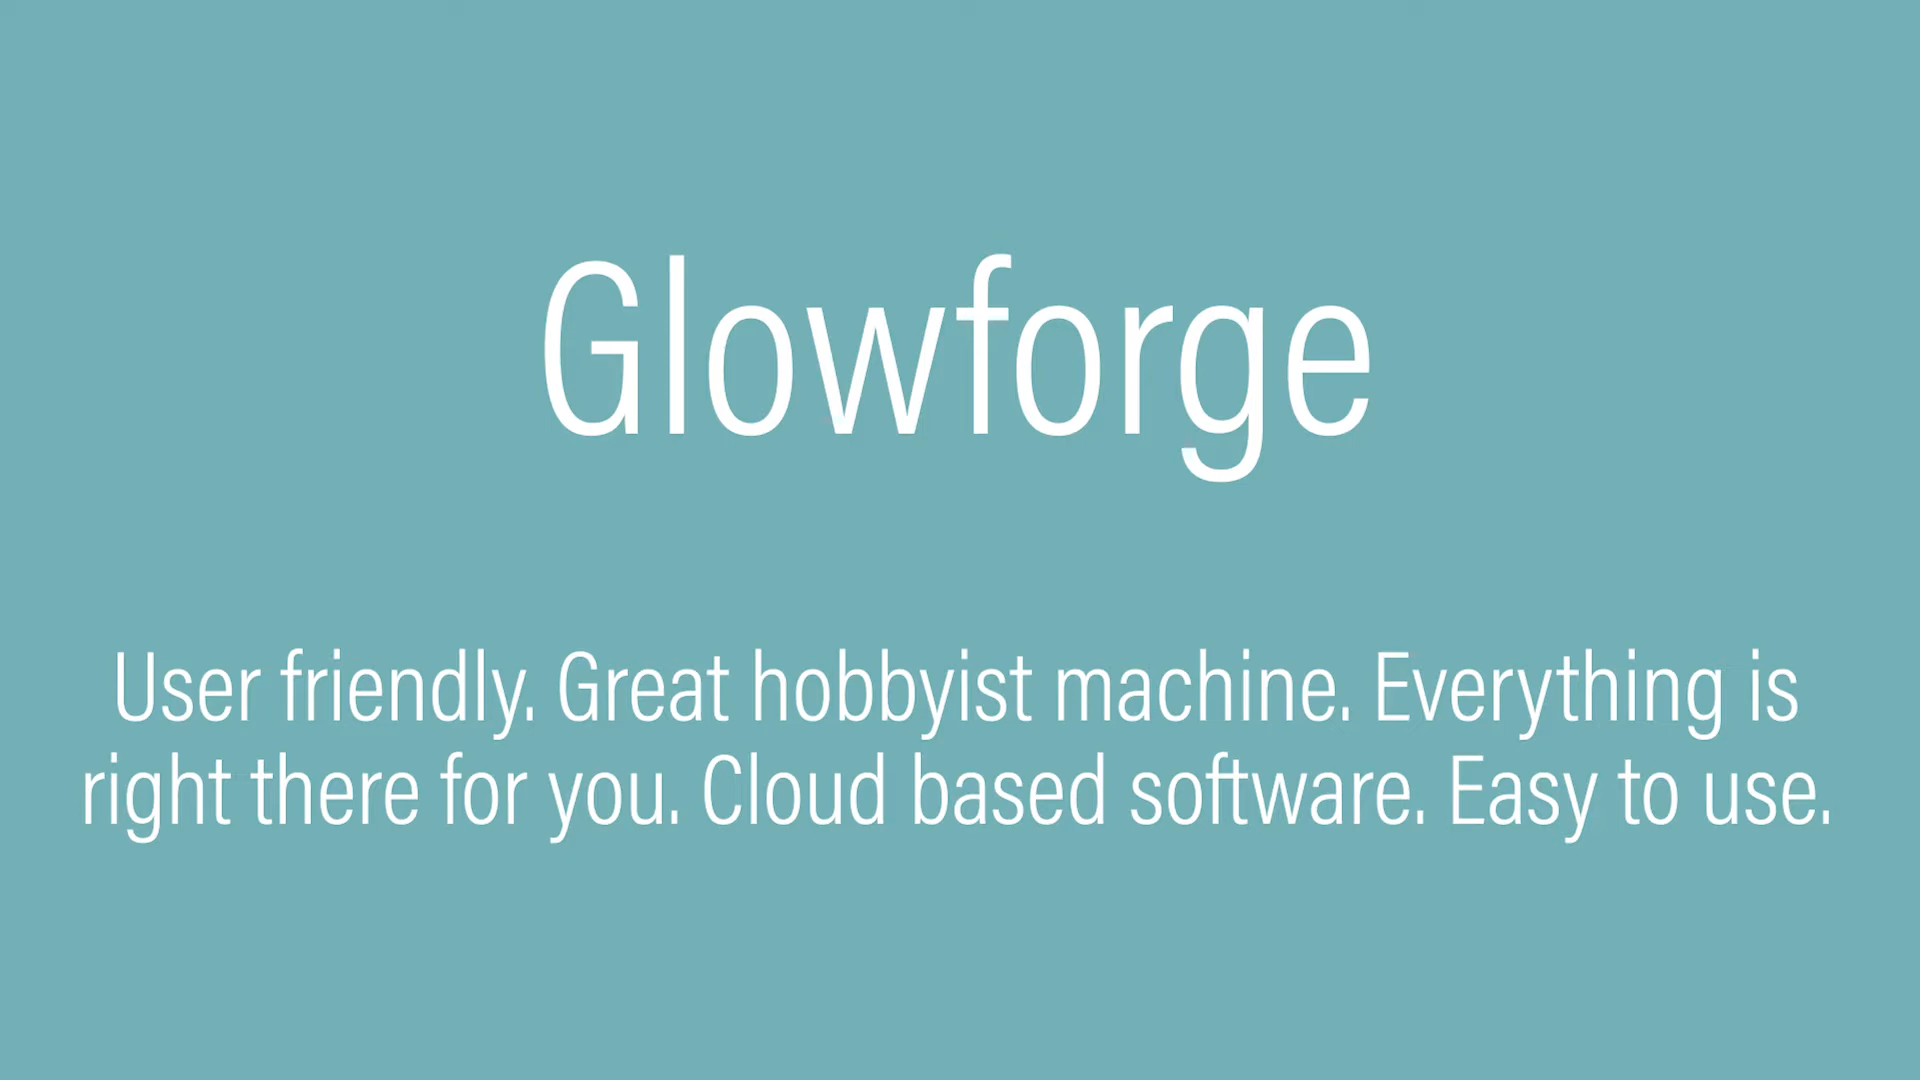 Glowforge
User friendly. Great hobbyist machine. Everything is
right there for you. Cloud based software. Easy to use.